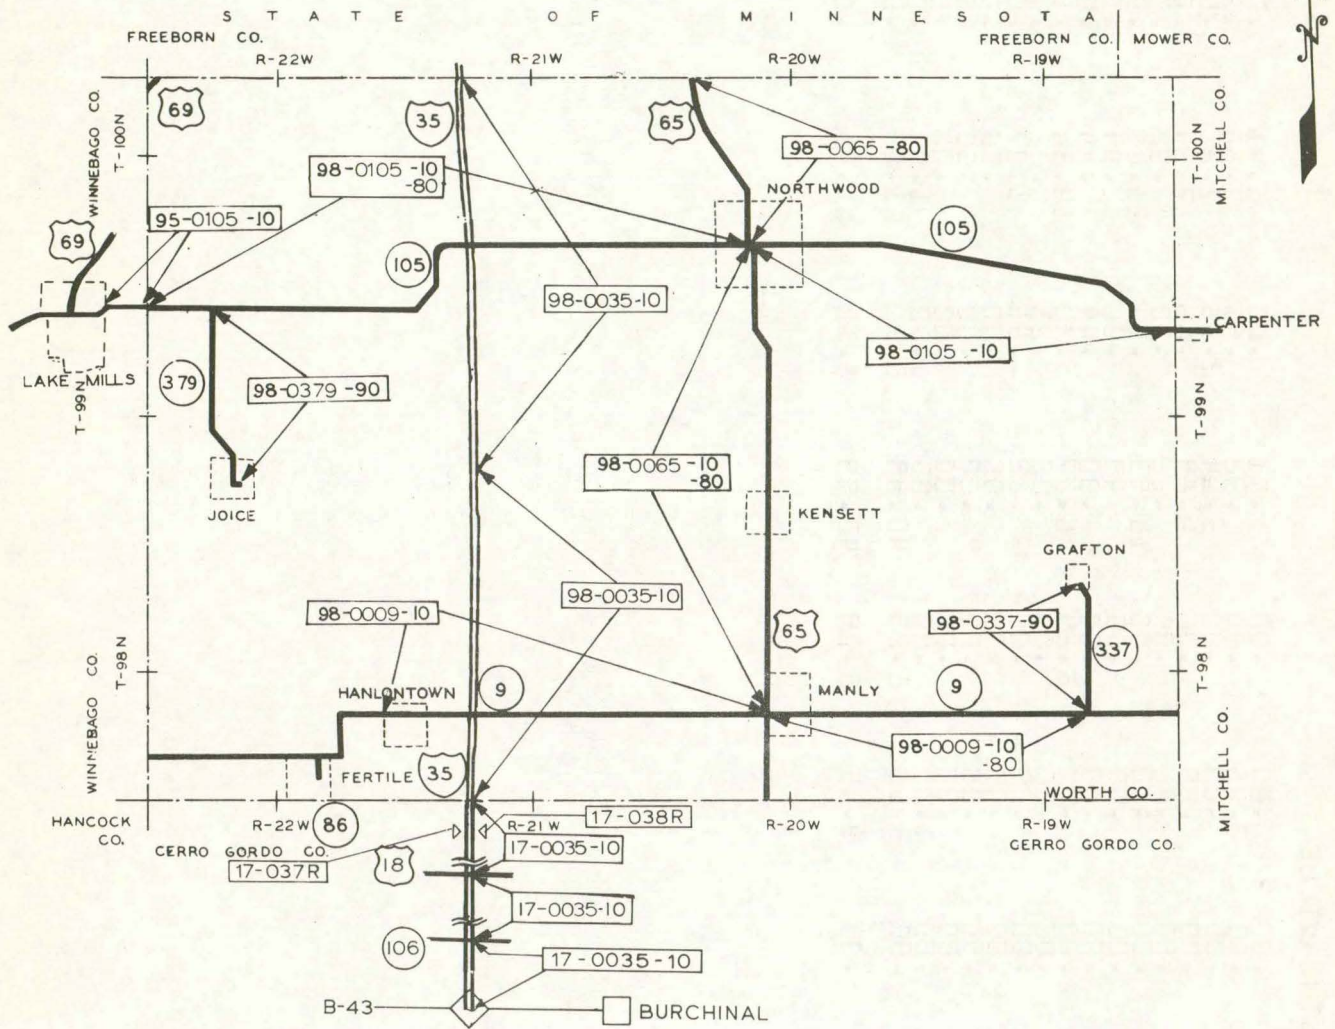 STATE OF MINNESOTA
FREEBORN CO.
FREEBORN CO. MOWER CO.
R-22W
R-21W
R-20W
R-19W
N
69
35
65
WINNEBAGO CO.
T-100N
T-100N
MITCHELL CO.
98-0065-80
98-0105-10
-80
NORTHWOOD
95-0105-10
69
105
105
98-0035-10
CARPENTER
98-0105-10
LAKE MILLS
379
98-0379-90
T-99N
T-99N
98-0065-10
-80
JOICE
KENSETT
GRAFTON
98-0035-10
98-0009-10
98-0337-90
65
337
T-98N
T-98N
WINNEBAGO CO.
HANLONTOWN
9
MANLY
9
98-0009-10
-80
FERTILE
35
MITCHELL CO.
WORTH CO.
HANCOCK
CO.
R-22W
86
R-21W
17-038R
R-20W
R-19W
CERRO GORDO CO.
CERRO GORDO CO.
17-037R
18
17-0035-10
17-0035-10
106
17-0035-10
B-43
BURCHINAL